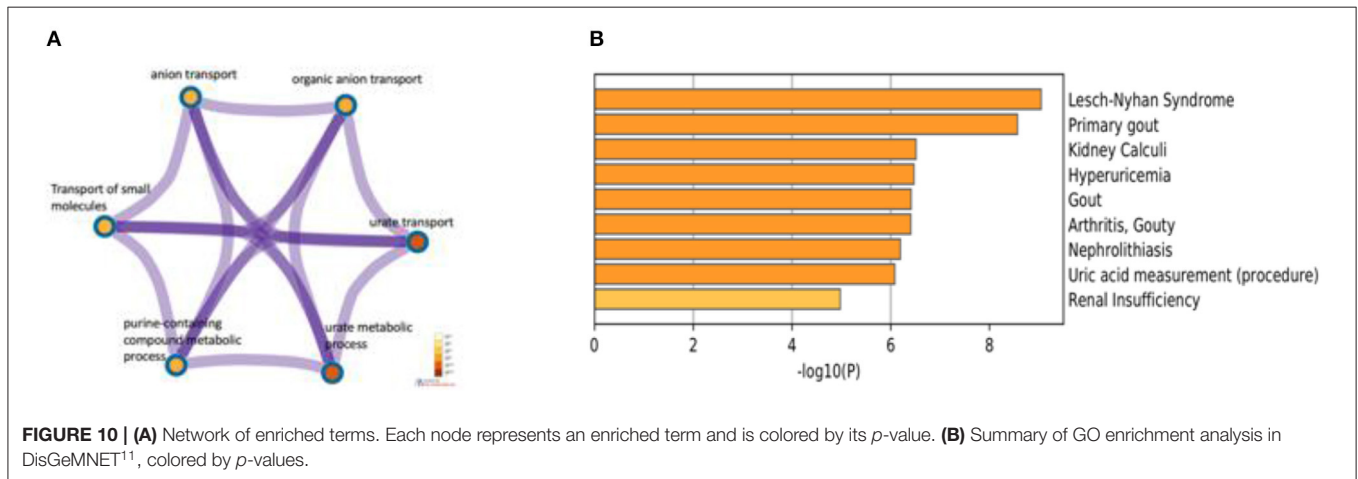 A
B
anion transport
organic anion transport
Transport of small
molecules
urate transport
purine-containing
compound metabolic
process
urate metabolic
process
Lesch-Nyhan Syndrome
Primary gout
Kidney Calculi
Hyperuricemia
Gout
Arthritis, Gouty
Nephrolithiasis
Uric acid measurement (procedure)
Renal Insufficiency
0 2 4 6 8
-log10(P)
FIGURE 10 | (A) Network of enriched terms. Each node represents an enriched term and is colored by its p-value. (B) Summary of GO enrichment analysis in
DisGeMNET11, colored by p-values.